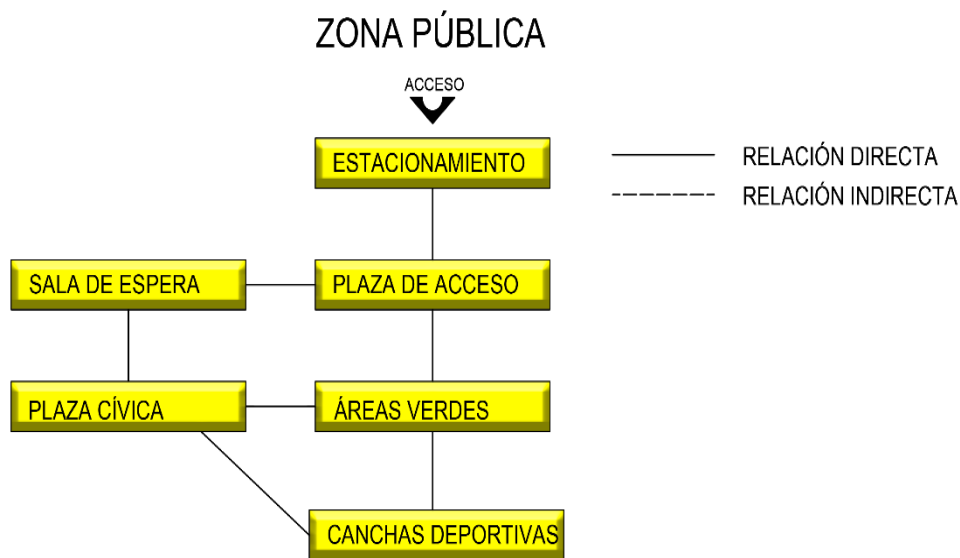 ZONA PÚBLICA
ACCESO
ESTACIONAMIENTO
RELACIÓN DIRECTA
RELACIÓN INDIRECTA
SALA DE ESPERA
PLAZA DE ACCESO
PLAZA CÍVICA
ÁREAS VERDES
CANCHAS DEPORTIVAS